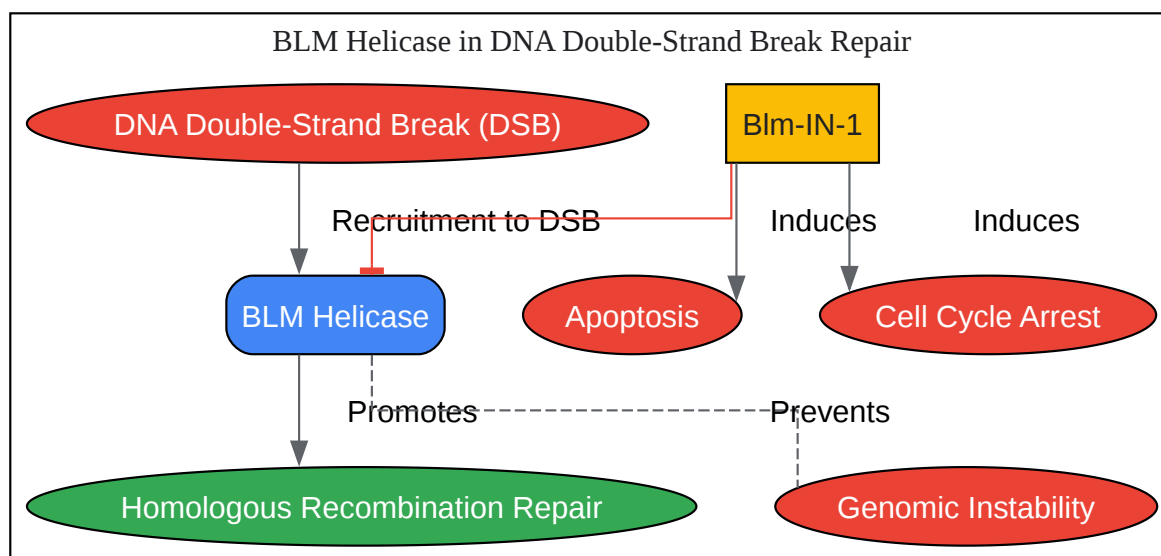 BLM Helicase in DNA Double-Strand Break Repair
DNA Double-Strand Break (DSB)
Blm-IN-1
Recruitment to DSB
Induces
Induces
BLM Helicase
Apoptosis
Cell Cycle Arrest
Promotes
Prevents
Homologous Recombination Repair
Genomic Instability